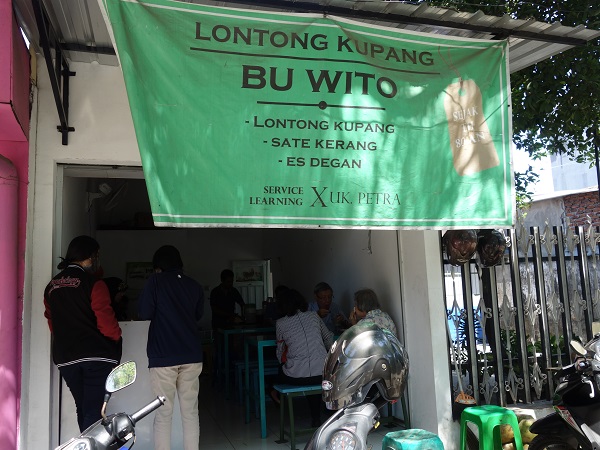 LONTONG KUPANG
BU WITO
- LONTONG KUPANG
- SATE KERANG
- ES DEGAN
SERVICE LEARNING X UK. PETRA